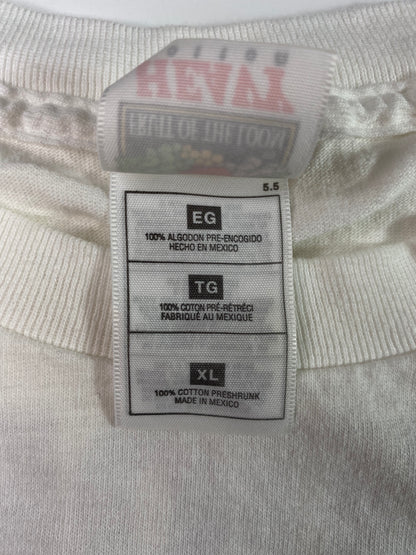 COTTON
HEAVY
FRUIT OF THE LOOM
5.5
EG
100% ALGODON PRE-ENCOGIDO
HECHO EN MEXICO
TG
100% COTON PRÉ-RÉTRÉCI
FABRIQUÉ AU MEXIQUE
XL
100% COTTON PRESHRUNK
MADE IN MEXICO